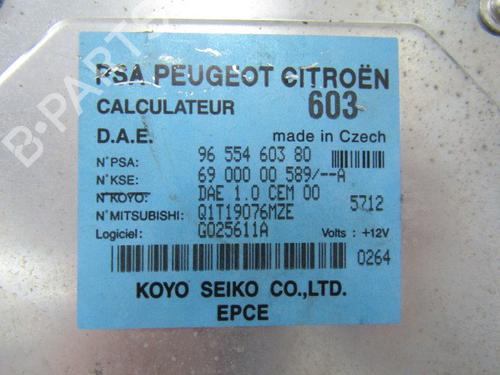 B-PARTS
PSA PEUGEOT CITROËN
CALCULATEUR 603
D.A.E. made in Czech
N°PSA: 96 554 603 80
N°KSE: 69 000 00 589/--A
N°KOYO: DAE 1.0 CEM 00 5712
N°MITSUBISHI: Q1T19076MZE
Logiciel: G025611A Volts : +12V
0264
KOYO SEIKO CO.,LTD.
EPCE